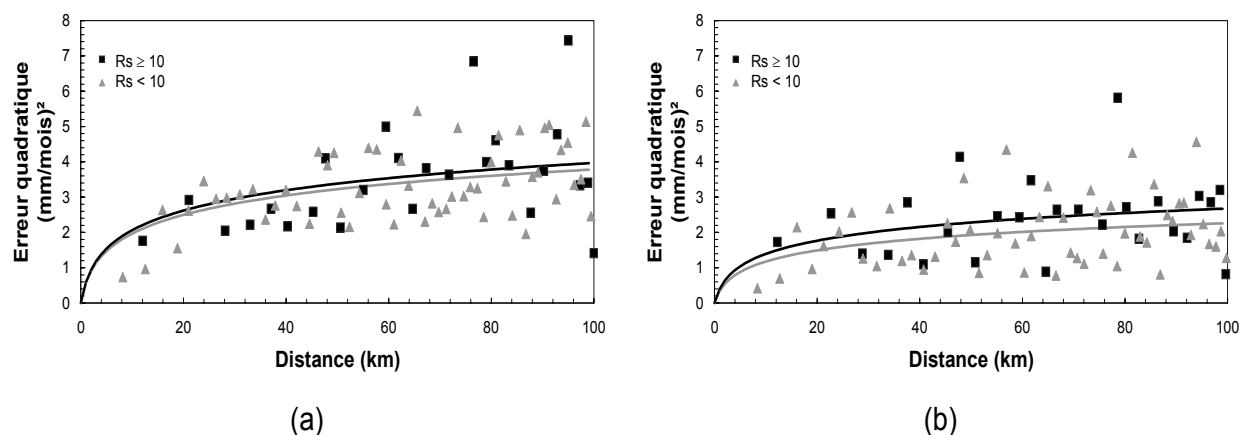 8
7
6
5
4
3
2
1
0
Erreur quadratique
(mm/mois)²
Rs ≥ 10
Rs < 10
0 20 40 60 80 100
Distance (km)
(a)
8
7
6
5
4
3
2
1
0
Erreur quadratique
(mm/mois)²
Rs ≥ 10
Rs < 10
0 20 40 60 80 100
Distance (km)
(b)